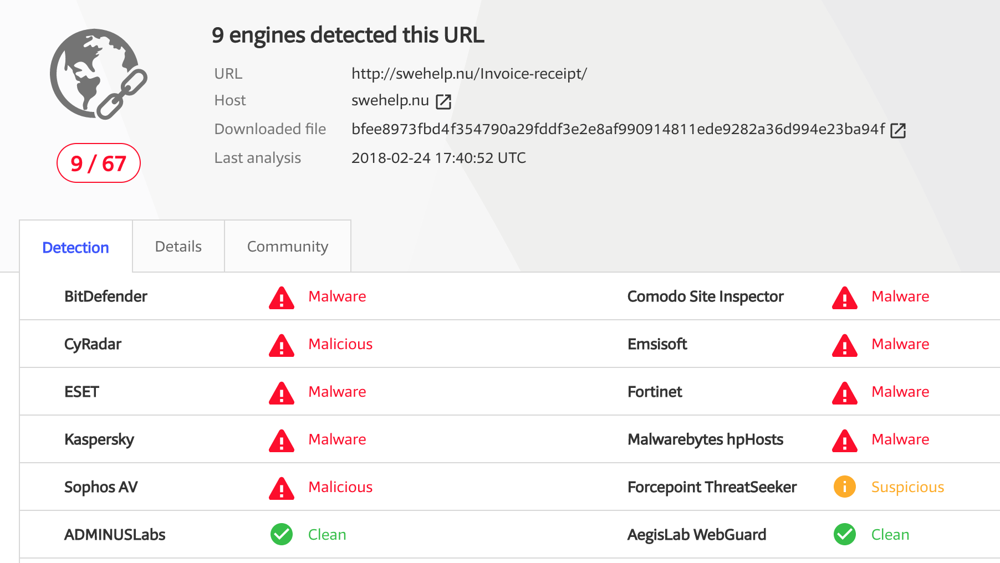 9 engines detected this URL
URL http://swehelp.nu/Invoice-receipt/
Host swehelp.nu
Downloaded file bfee8973fbd4f354790a29fddf3e2e8af990914811ede9282a36d994e23ba94f
Last analysis 2018-02-24 17:40:52 UTC
9 / 67
Detection Details Community
BitDefender Malware Comodo Site Inspector Malware
CyRadar Malicious Emsisoft Malware
ESET Malware Fortinet Malware
Kaspersky Malware Malwarebytes hpHosts Malware
Sophos AV Malicious Forcepoint ThreatSeeker Suspicious
ADMINUSLabs Clean AegisLab WebGuard Clean